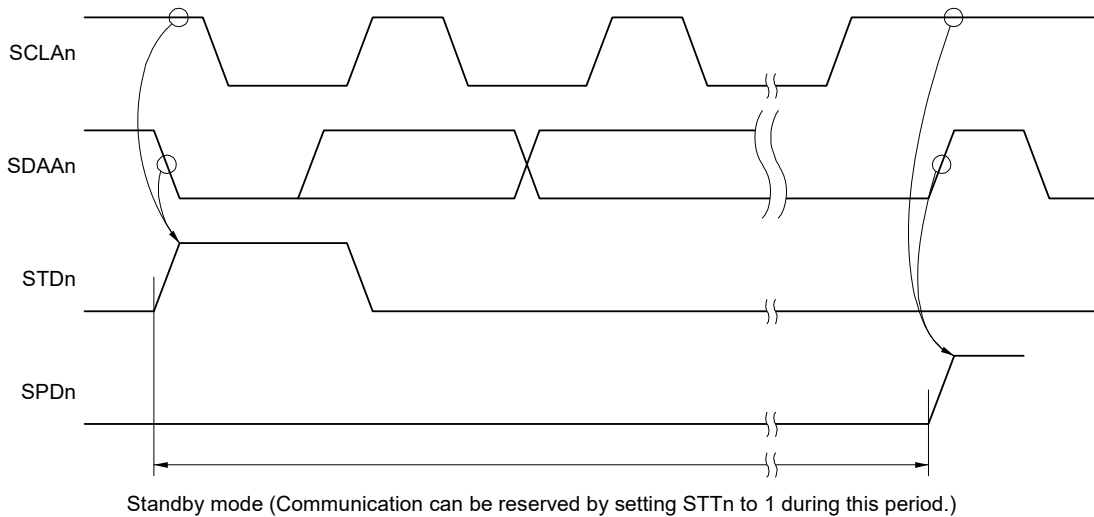 SCLAn
SDAAn
STDn
SPDn
Standby mode (Communication can be reserved by setting STTn to 1 during this period.)